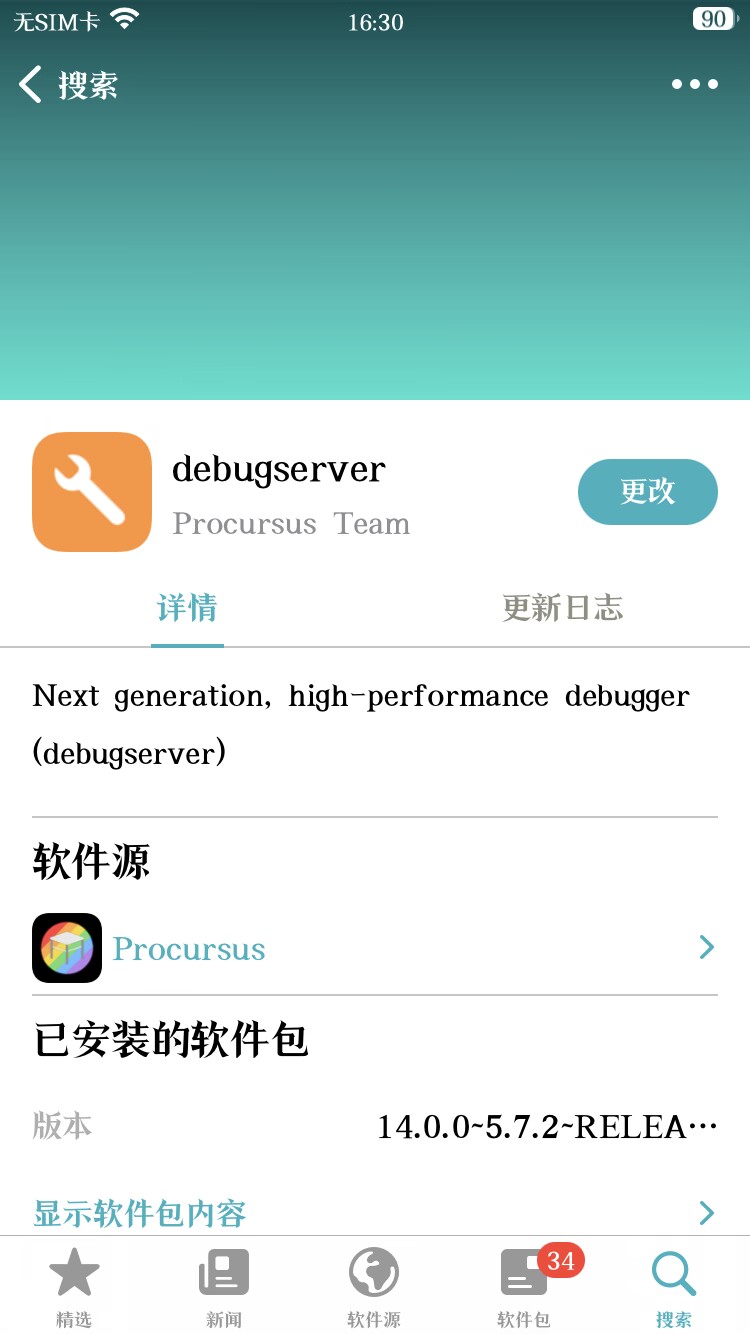 无SIM卡 16:30 90
搜索
debugserver
Procursus Team
更改
详情 更新日志
Next generation, high-performance debugger
(debugserver)
软件源
Procursus
已安装的软件包
版本 14.0.0~5.7.2~RELEA…
显示软件包内容
34
精选 新闻 软件源 软件包 搜索